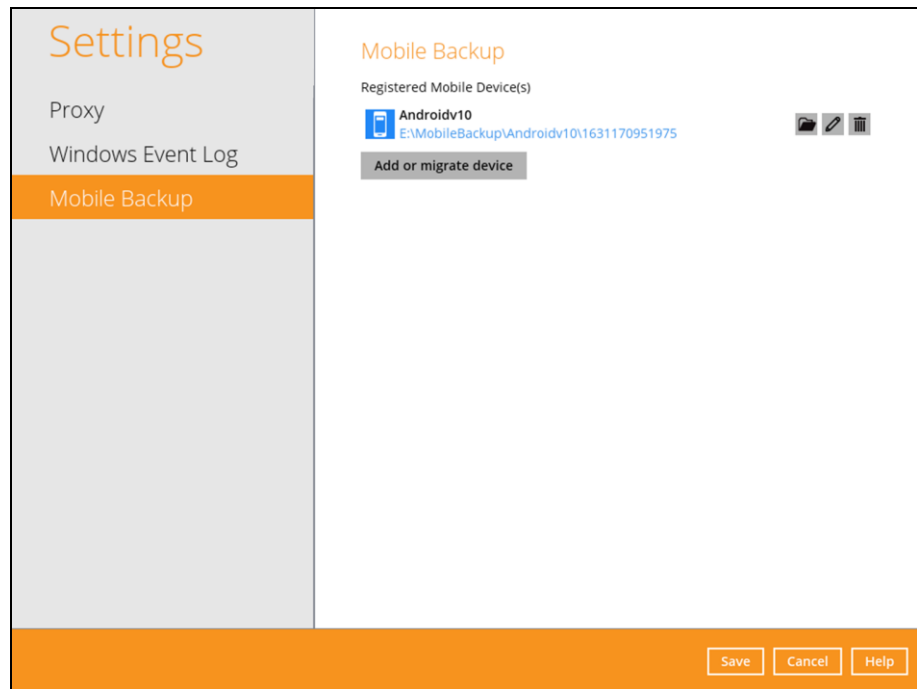 Settings
Proxy
Windows Event Log
Mobile Backup
Mobile Backup
Registered Mobile Device(s)
Androidv10
E:\MobileBackup\Androidv10\1631170951975
Add or migrate device
Save
Cancel
Help